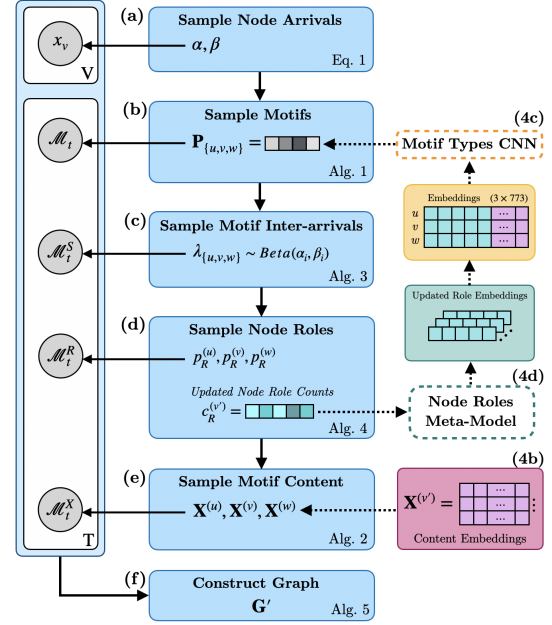 (a)
Sample Node Arrivals
x_v
α, β
V
Eq. 1
(b)
Sample Motifs
(4c)
ℳ_t
P_{u,v,w} =
Motif Types CNN
Alg. 1
(c)
Sample Motif Inter-arrivals
Embeddings (3 × 773)
u ...
v ...
w ...
ℳ_t^S
λ_{u,v,w} ~ Beta(α_i, β_i)
Alg. 3
(d)
Sample Node Roles
Updated Role Embeddings
ℳ_t^R
p_R^(u), p_R^(v), p_R^(w)
(4d)
Updated Node Role Counts
c_R^(v′) =
Node Roles
Meta-Model
Alg. 4
(e)
Sample Motif Content
(4b)
ℳ_t^X
X^(u), X^(v), X^(w)
X^(v′) =
...
...
...
T
Alg. 2
Content Embeddings
(f)
Construct Graph
G′
Alg. 5